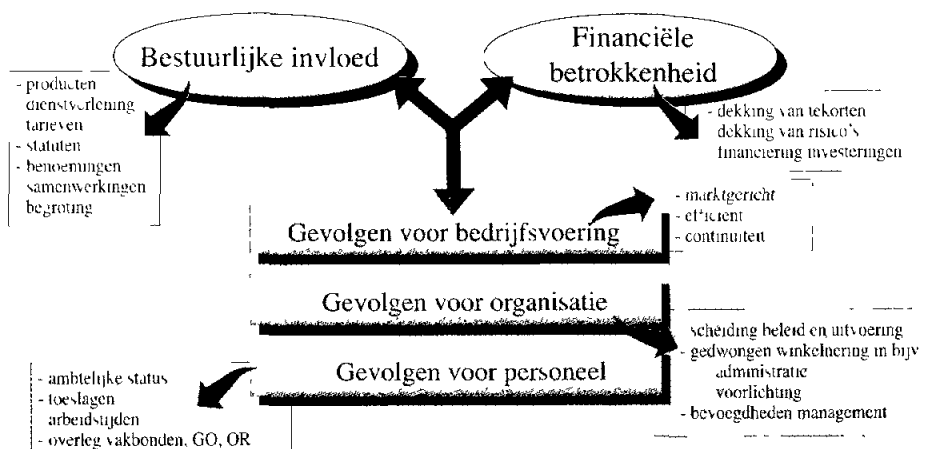 Bestuurlijke invloed
Financiële
betrokkenheid
- producten
dienstverlening
tarieven
- statuten
- benoemingen
samenwerkingen
begroting
- dekking van tekorten
dekking van risico's
financiering investeringen
Gevolgen voor bedrijfsvoering
- marktgericht
- efficient
- continuiteit
Gevolgen voor organisatie
scheiding beleid en uitvoering
- gedwongen winkelnering in bijv
administratie
voorlichting
- bevoegdheden management
Gevolgen voor personeel
- ambtelijke status
- toeslagen
arbeidstijden
- overleg vakbonden, GO, OR